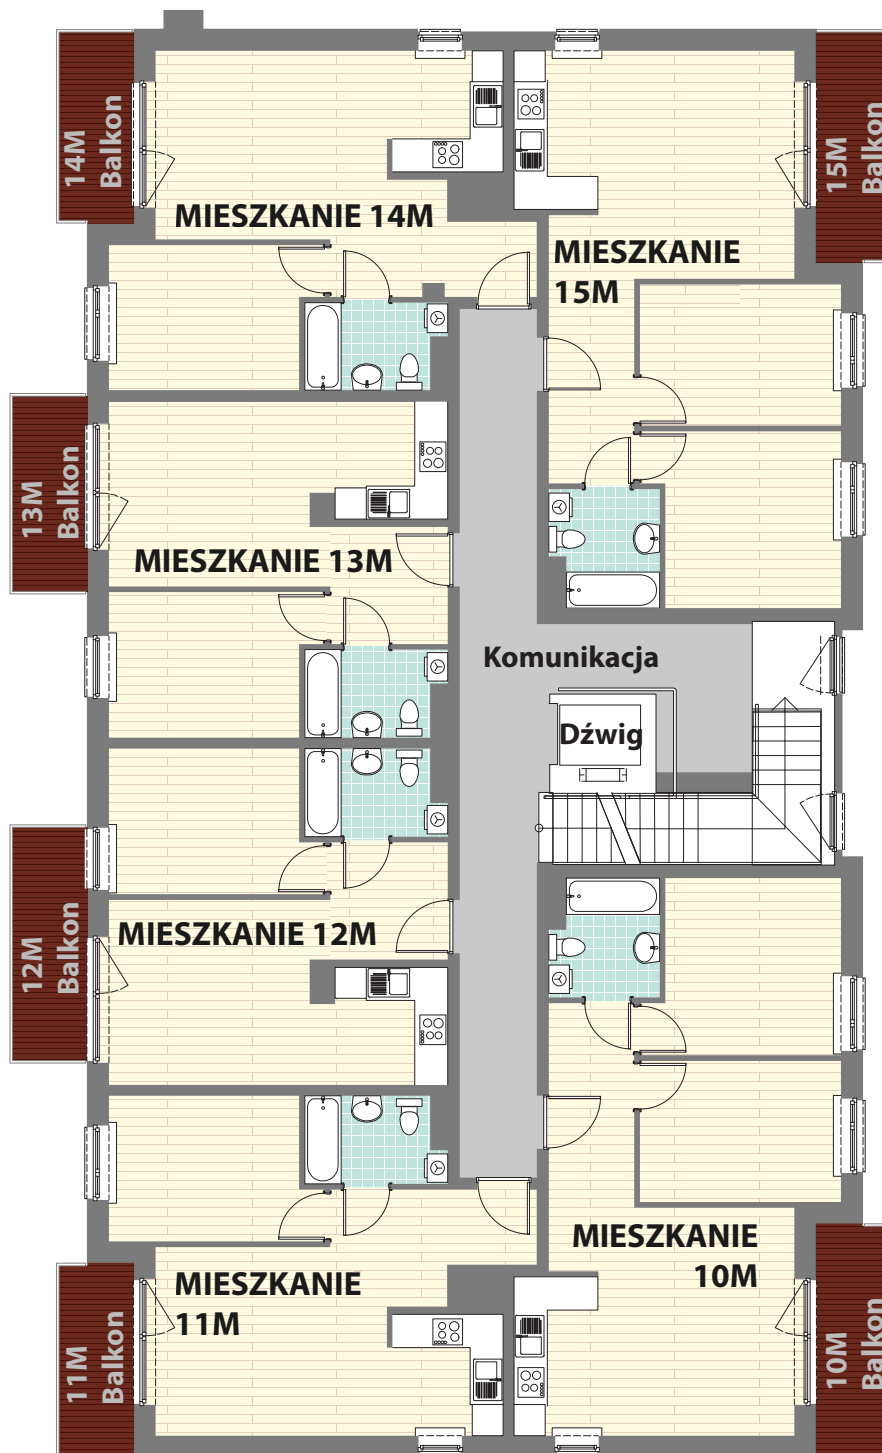 14M
Balkon
15M
Balkon
MIESZKANIE 14M
MIESZKANIE
15M
13M
Balkon
MIESZKANIE 13M
Komunikacja
Dźwig
12M
Balkon
MIESZKANIE 12M
MIESZKANIE
10M
MIESZKANIE
11M
11M
Balkon
10M
Balkon